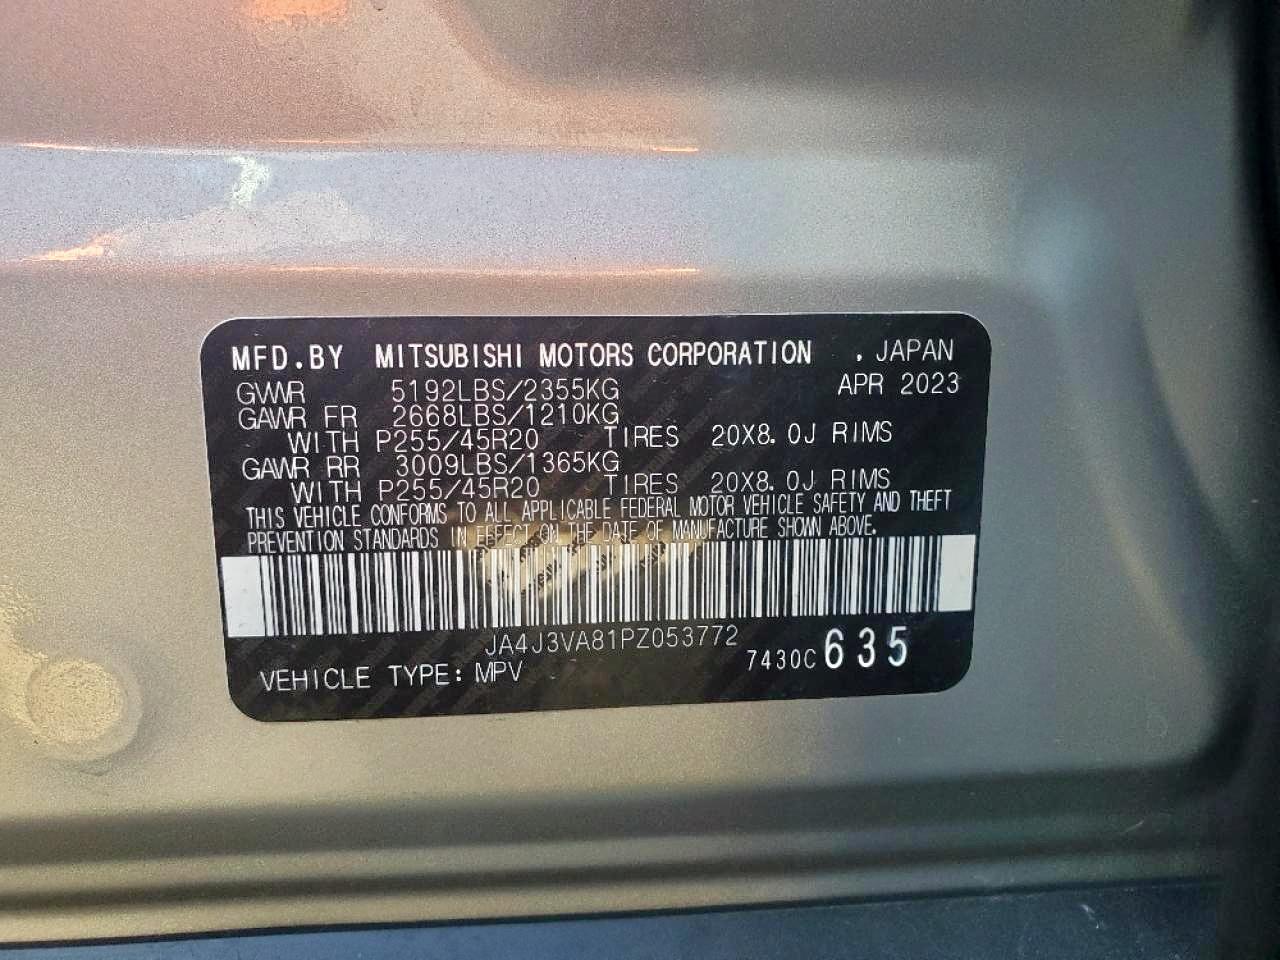 MFD.BY MITSUBISHI MOTORS CORPORATION . JAPAN
GVWR 5192LBS/2355KG APR 2023
GAWR FR 2668LBS/1210KG
WITH P255/45R20 TIRES 20X8.0J RIMS
GAWR RR 3009LBS/1365KG
WITH P255/45R20 TIRES 20X8.0J RIMS
THIS VEHICLE CONFORMS TO ALL APPLICABLE FEDERAL MOTOR VEHICLE SAFETY AND THEFT
PREVENTION STANDARDS IN EFFECT ON THE DATE OF MANUFACTURE SHOWN ABOVE.
JA4J3VA81PZ053772
VEHICLE TYPE: MPV 7430C 635